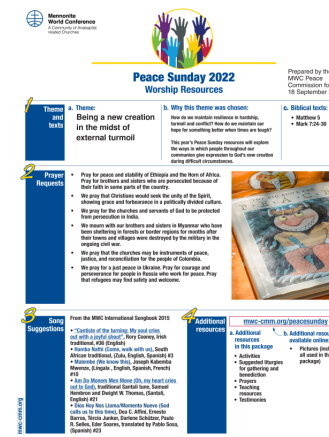 Mennonite
World Conference
A Community of Anabaptist
related Churches
Peace Sunday 2022
Worship Resources
Prepared by the
MWC Peace
Commission for
18 September
1
Theme
and
texts
a. Theme:
Being a new creation
in the midst of
external turmoil
b. Why this theme was chosen:
How do we maintain resilience in hardship,
turmoil and conflict? How do we maintain our
hope for something better when times are tough?
This year's Peace Sunday resources will explore
the ways in which people throughout our
communion give expression to God's new creation
during difficult circumstances.
c. Biblical texts:
• Matthew 5
• Mark 7:24-30
2
Prayer
Requests
• Pray for peace and stability of Ethiopia and the Horn of Africa.
Pray for brothers and sisters who are persecuted because of
their faith in some parts of the country.
• We pray that Christians would seek the unity of the Spirit,
showing grace and forbearance in a politically divided culture.
• We pray for the churches and servants of God to be protected
from persecution in India.
• We mourn with our brothers and sisters in Myanmar who have
been sheltering in forests or border regions for months after
their towns and villages were destroyed by the military in the
ongoing civil war.
• We pray that the churches may be instruments of peace,
justice, and reconciliation for the people of Colombia.
• We pray for a just peace in Ukraine. Pray for courage and
perseverance for people in Russia who work for peace. Pray
that refugees may find safety and welcome.
3
Song
Suggestions
From the MWC International Songbook 2015
• "Canticle of the turning: My soul cries
out with a joyful shout", Rory Cooney, Irish
traditional, #36 (English)
• Hamba Nathi (Come, walk with us), South
African traditional, (Zulu, English, Spanish) #3
• Makembo (We know this), Joseph Kabemba
Mwenze, (Lingala , English, Spanish, French)
#10
• Am Do Monom Men Mone (Oh, my heart cries
out to God), traditional Santali tune, Samuel
Hembrom and Dwight W. Thomas, (Santali,
English) #21
• Dios Hoy Nos Llama/Momento Nuevo (God
calls us to this time), Dea C. Affini, Ernesto
Barros, Tércio Junker, Darlene Schützer, Paulo
R. Salles, Eder Soares, translated by Pablo Sosa,
(Spanish) #23
4
Additional
resources
mwc-cmm.org/peacesunday
a. Additional
resources
in this package
• Activities
• Suggested liturgies
for gathering and
benediction
• Prayers
• Teaching
resources
• Testimonies
b. Additional
available online
• Pictures
all used in
package)
mwc-cmm.org